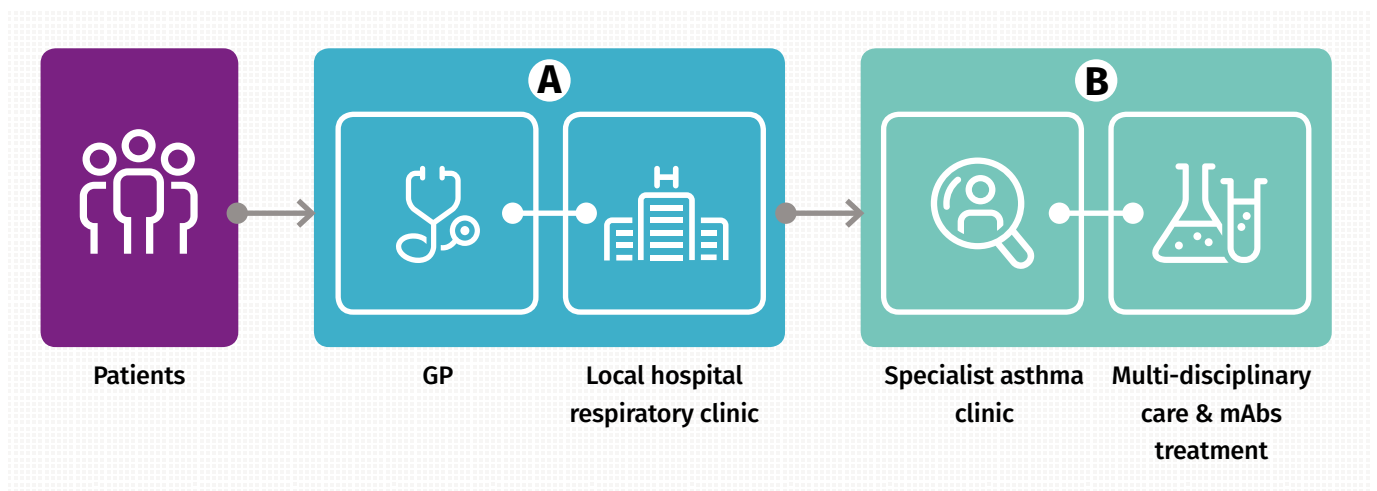 A
B
Patients
GP
Local hospital
respiratory clinic
Specialist asthma
clinic
Multi-disciplinary
care & mAbs
treatment